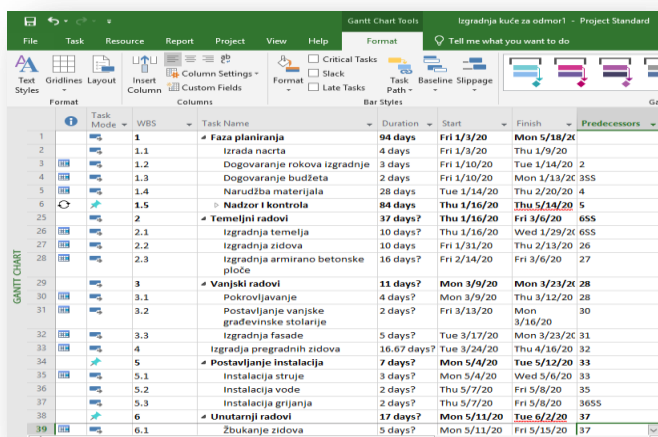 Gantt Chart Tools
Izgradnja kuće za odmor1 - Project Standard
File Task Resource Report Project View Help Format Tell me what you want to do
Text Styles
Gridlines
Layout
Insert Column
Column Settings
Custom Fields
Format
Critical Tasks
Slack
Late Tasks
Task Path
Baseline
Slippage
Format Columns Bar Styles
Task Mode WBS Task Name Duration Start Finish Predecessors
1 1 Faza planiranja 94 days Fri 1/3/20 Mon 5/18/20
2 1.1 Izrada nacrta 4 days Fri 1/3/20 Thu 1/9/20
3 1.2 Dogovaranje rokova izgradnje 3 days Fri 1/10/20 Tue 1/14/20 2
4 1.3 Dogovaranje budžeta 2 days Fri 1/10/20 Mon 1/13/20 3SS
5 1.4 Narudžba materijala 28 days Tue 1/14/20 Thu 2/20/20 4
6 1.5 Nadzor I kontrola 84 days Thu 1/16/20 Thu 5/14/20 5
25 2 Temeljni radovi 37 days? Thu 1/16/20 Fri 3/6/20 6SS
26 2.1 Izgradnja temelja 10 days? Thu 1/16/20 Wed 1/29/20 6SS
27 2.2 Izgradnja zidova 10 days Fri 1/31/20 Thu 2/13/20 26
28 2.3 Izgradnja armirano betonske ploče 16 days? Fri 2/14/20 Fri 3/6/20 27
29 3 Vanjski radovi 11 days? Mon 3/9/20 Mon 3/23/20 28
30 3.1 Pokrovljavanje 4 days? Mon 3/9/20 Thu 3/12/20 28
31 3.2 Postavljanje vanjske građevinske stolarije 2 days? Fri 3/13/20 Mon 3/16/20 30
32 3.3 Izgradnja fasade 5 days? Tue 3/17/20 Mon 3/23/20 31
33 4 Izgradja pregradnih zidova 16.67 days? Tue 3/24/20 Thu 4/16/20 32
34 5 Postavljanje instalacija 7 days? Mon 5/4/20 Tue 5/12/20 33
35 5.1 Instalacija struje 3 days? Mon 5/4/20 Wed 5/6/20 33
36 5.2 Instalacija vode 2 days? Thu 5/7/20 Fri 5/8/20 35
37 5.3 Instalacija grijanja 2 days? Thu 5/7/20 Fri 5/8/20 36SS
38 6 Unutarnji radovi 17 days? Mon 5/11/20 Tue 6/2/20 37
39 6.1 Žbukanje zidova 5 days? Mon 5/11/20 Fri 5/15/20 37
GANTT CHART